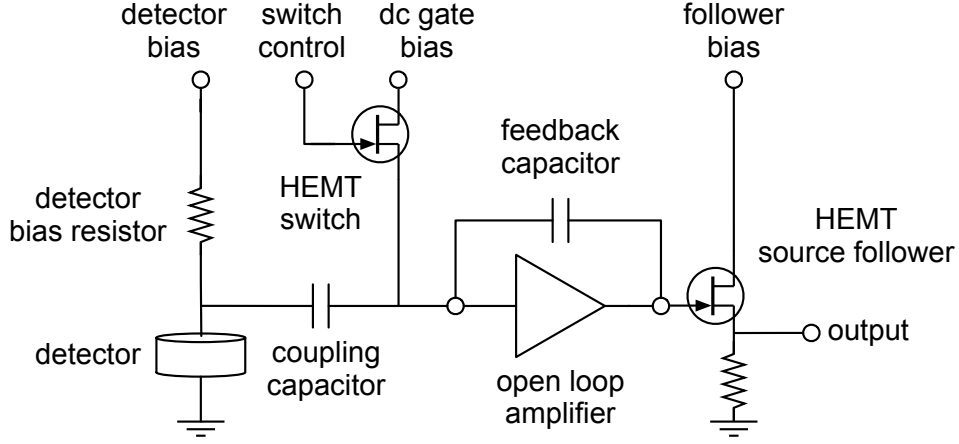 detector
bias
switch
control
dc gate
bias
follower
bias
feedback
capacitor
HEMT
switch
detector
bias resistor
HEMT
source follower
detector
coupling
capacitor
open loop
amplifier
output